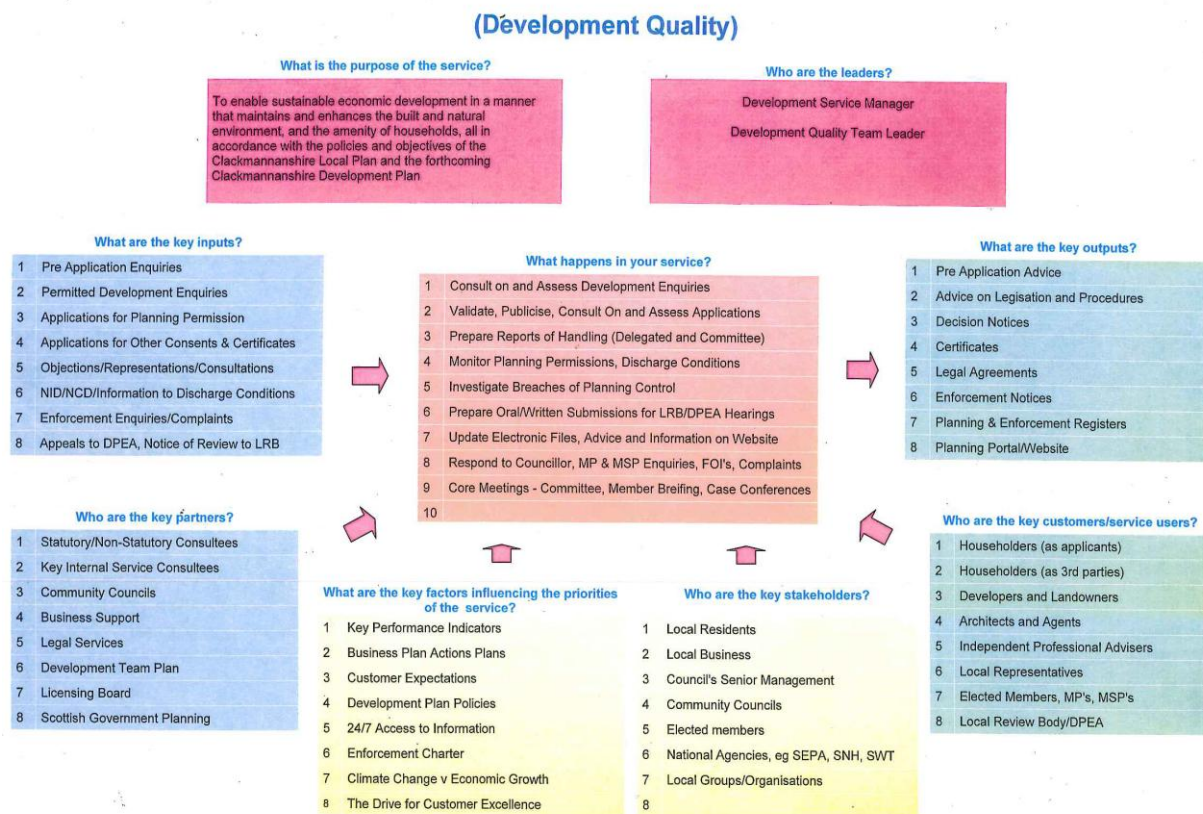 (Development Quality)
What is the purpose of the service?
To enable sustainable economic development in a manner
that maintains and enhances the built and natural
environment, and the amenity of households, all in
accordance with the policies and objectives of the
Clackmannanshire Local Plan and the forthcoming
Clackmannanshire Development Plan
Who are the leaders?
Development Service Manager
Development Quality Team Leader
What are the key inputs?
1 Pre Application Enquiries
2 Permitted Development Enquiries
3 Applications for Planning Permission
4 Applications for Other Consents & Certificates
5 Objections/Representations/Consultations
6 NID/NCD/Information to Discharge Conditions
7 Enforcement Enquiries/Complaints
8 Appeals to DPEA, Notice of Review to LRB
What happens in your service?
1 Consult on and Assess Development Enquiries
2 Validate, Publicise, Consult On and Assess Applications
3 Prepare Reports of Handling (Delegated and Committee)
4 Monitor Planning Permissions, Discharge Conditions
5 Investigate Breaches of Planning Control
6 Prepare Oral/Written Submissions for LRB/DPEA Hearings
7 Update Electronic Files, Advice and Information on Website
8 Respond to Councillor, MP & MSP Enquiries, FOI's, Complaints
9 Core Meetings - Committee, Member Breifing, Case Conferences
10
What are the key outputs?
1 Pre Application Advice
2 Advice on Legisation and Procedures
3 Decision Notices
4 Certificates
5 Legal Agreements
6 Enforcement Notices
7 Planning & Enforcement Registers
8 Planning Portal/Website
Who are the key partners?
1 Statutory/Non-Statutory Consultees
2 Key Internal Service Consultees
3 Community Councils
4 Business Support
5 Legal Services
6 Development Team Plan
7 Licensing Board
8 Scottish Government Planning
What are the key factors influencing the priorities
of the service?
1 Key Performance Indicators
2 Business Plan Actions Plans
3 Customer Expectations
4 Development Plan Policies
5 24/7 Access to Information
6 Enforcement Charter
7 Climate Change v Economic Growth
8 The Drive for Customer Excellence
Who are the key stakeholders?
1 Local Residents
2 Local Business
3 Council's Senior Management
4 Community Councils
5 Elected members
6 National Agencies, eg SEPA, SNH, SWT
7 Local Groups/Organisations
8
Who are the key customers/service users?
1 Householders (as applicants)
2 Householders (as 3rd parties)
3 Developers and Landowners
4 Architects and Agents
5 Independent Professional Advisers
6 Local Representatives
7 Elected Members, MP's, MSP's
8 Local Review Body/DPEA